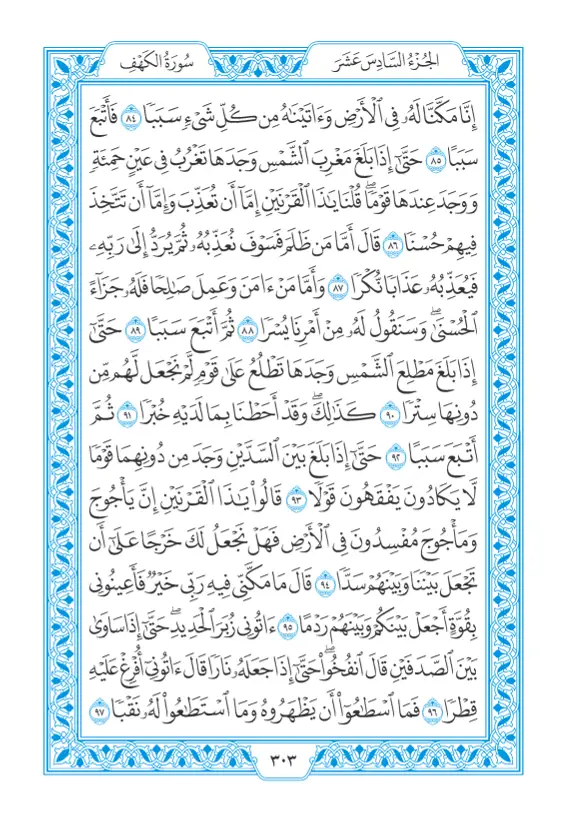 الجُزْءُ السَّادِسَ عَشَرَ
سُورَةُ الكَهْفِ
إِنَّا مَكَّنَّا لَهُۥ فِي ٱلْأَرْضِ وَءَاتَيْنَٰهُ مِن كُلِّ شَيْءٖ سَبَبٗا ٨٤ فَأَتْبَعَ
سَبَبًا ٨٥ حَتَّىٰٓ إِذَا بَلَغَ مَغْرِبَ ٱلشَّمْسِ وَجَدَهَا تَغْرُبُ فِي عَيْنٍ حَمِئَةٖ
وَوَجَدَ عِندَهَا قَوْمٗاۖ قُلْنَا يَٰذَا ٱلْقَرْنَيْنِ إِمَّآ أَن تُعَذِّبَ وَإِمَّآ أَن تَتَّخِذَ
فِيهِمْ حُسْنٗا ٨٦ قَالَ أَمَّا مَن ظَلَمَ فَسَوْفَ نُعَذِّبُهُۥ ثُمَّ يُرَدُّ إِلَىٰ رَبِّهِۦ
فَيُعَذِّبُهُۥ عَذَابٗا نُّكْرٗا ٨٧ وَأَمَّا مَنْ ءَامَنَ وَعَمِلَ صَٰلِحٗا فَلَهُۥ جَزَآءً
ٱلْحُسْنَىٰۖ وَسَنَقُولُ لَهُۥ مِنْ أَمْرِنَا يُسْرٗا ٨٨ ثُمَّ أَتْبَعَ سَبَبًا ٨٩ حَتَّىٰٓ
إِذَا بَلَغَ مَطْلِعَ ٱلشَّمْسِ وَجَدَهَا تَطْلُعُ عَلَىٰ قَوْمٖ لَّمْ نَجْعَل لَّهُم مِّن
دُونِهَا سِتْرٗا ٩٠ كَذَٰلِكَۖ وَقَدْ أَحَطْنَا بِمَا لَدَيْهِ خُبْرٗا ٩١ ثُمَّ
أَتْبَعَ سَبَبًا ٩٢ حَتَّىٰٓ إِذَا بَلَغَ بَيْنَ ٱلسَّدَّيْنِ وَجَدَ مِن دُونِهِمَا قَوْمٗا
لَّا يَكَادُونَ يَفْقَهُونَ قَوْلٗا ٩٣ قَالُواْ يَٰذَا ٱلْقَرْنَيْنِ إِنَّ يَأْجُوجَ
وَمَأْجُوجَ مُفْسِدُونَ فِي ٱلْأَرْضِ فَهَلْ نَجْعَلُ لَكَ خَرْجًا عَلَىٰٓ أَن
تَجْعَلَ بَيْنَنَا وَبَيْنَهُمْ سَدّٗا ٩٤ قَالَ مَا مَكَّنِّي فِيهِ رَبِّي خَيْرٞ فَأَعِينُونِي
بِقُوَّةٍ أَجْعَلْ بَيْنَكُمْ وَبَيْنَهُمْ رَدْمًا ٩٥ ءَاتُونِي زُبَرَ ٱلْحَدِيدِۖ حَتَّىٰٓ إِذَا سَاوَىٰ
بَيْنَ ٱلصَّدَفَيْنِ قَالَ ٱنفُخُواْۖ حَتَّىٰٓ إِذَا جَعَلَهُۥ نَارٗا قَالَ ءَاتُونِيٓ أُفْرِغْ عَلَيْهِ
قِطْرٗا ٩٦ فَمَا ٱسْطَٰعُوٓاْ أَن يَظْهَرُوهُ وَمَا ٱسْتَطَٰعُواْ لَهُۥ نَقْبٗا ٩٧
٣٠٣